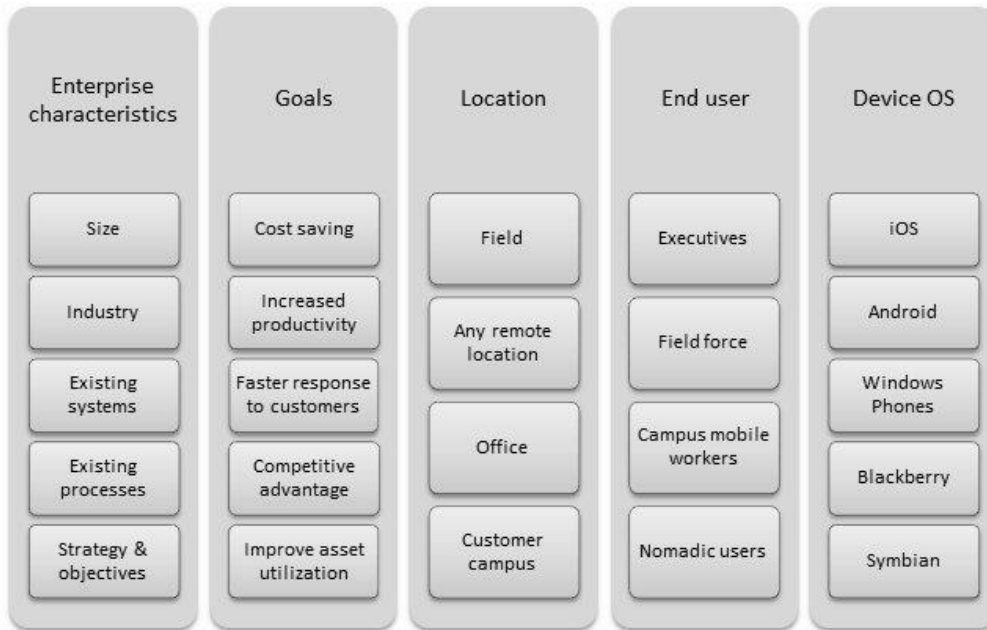 Enterprise
characteristics
Size
Industry
Existing
systems
Existing
processes
Strategy &
objectives
Goals
Cost saving
Increased
productivity
Faster response
to customers
Competitive
advantage
Improve asset
utilization
Location
Field
Any remote
location
Office
Customer
campus
End user
Executives
Field force
Campus mobile
workers
Nomadic users
Device OS
iOS
Android
Windows
Phones
Blackberry
Symbian